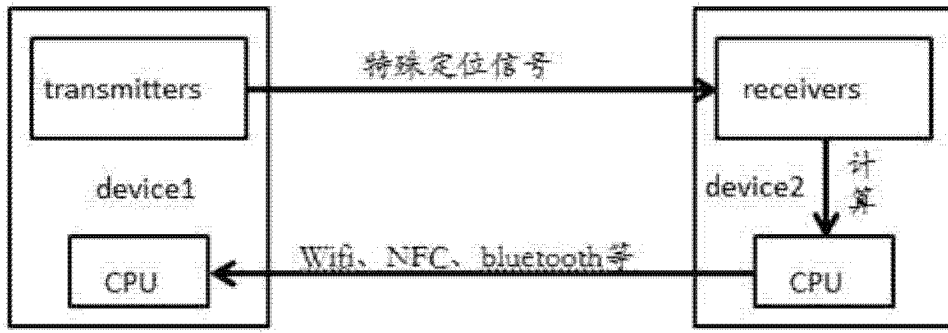 特殊定位信号
transmitters
receivers
device1
device2
计算
Wifi、NFC、bluetooth等
CPU
CPU